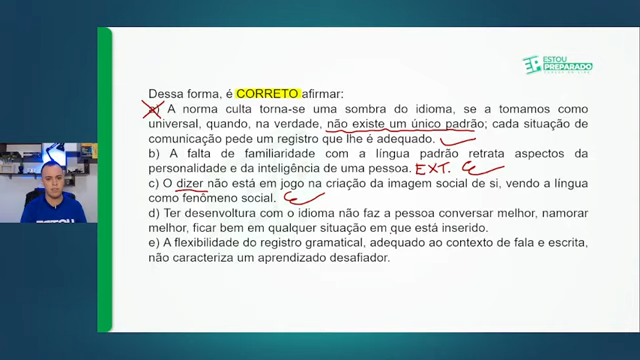 ESTOU
PREPARADO
Dessa forma, é CORRETO afirmar:
a) A norma culta torna-se uma sombra do idioma, se a tomamos como
universal, quando, na verdade, não existe um único padrão; cada situação de
comunicação pede um registro que lhe é adequado.
b) A falta de familiaridade com a língua padrão retrata aspectos da
personalidade e da inteligência de uma pessoa. EXT.
c) O dizer não está em jogo na criação da imagem social de si, vendo a língua
como fenômeno social.
d) Ter desenvoltura com o idioma não faz a pessoa conversar melhor, namorar
melhor, ficar bem em qualquer situação em que está inserido.
e) A flexibilidade do registro gramatical, adequado ao contexto de fala e escrita,
não caracteriza um aprendizado desafiador.